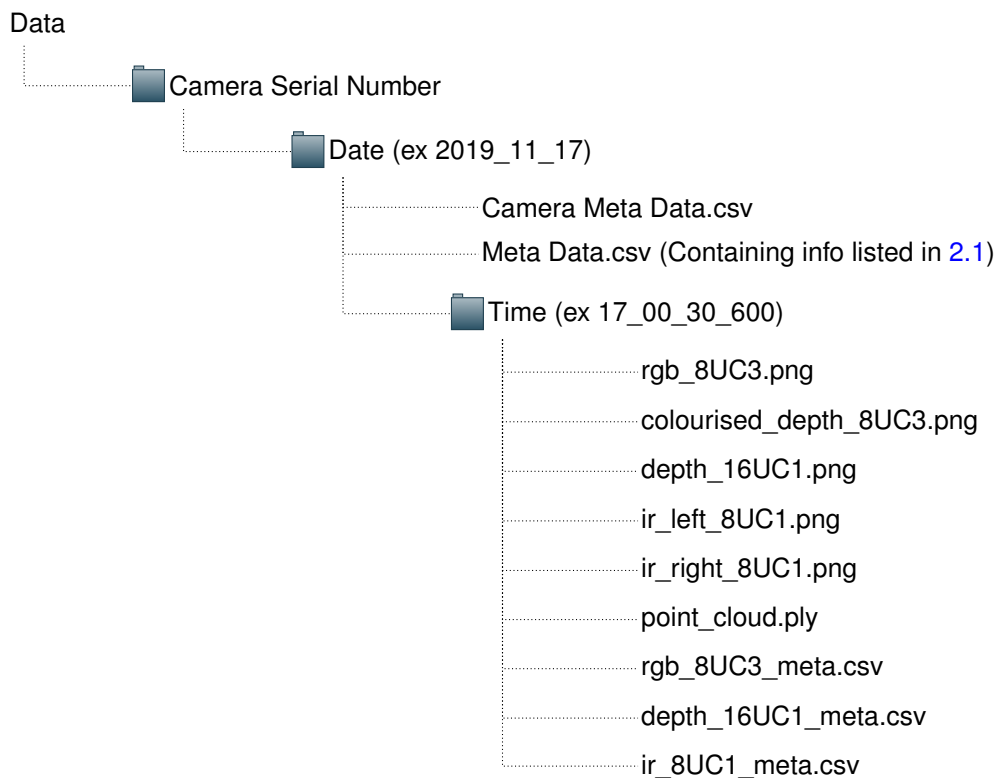 Data
Camera Serial Number
Date (ex 2019_11_17)
Camera Meta Data.csv
Meta Data.csv (Containing info listed in 2.1)
Time (ex 17_00_30_600)
rgb_8UC3.png
colourised_depth_8UC3.png
depth_16UC1.png
ir_left_8UC1.png
ir_right_8UC1.png
point_cloud.ply
rgb_8UC3_meta.csv
depth_16UC1_meta.csv
ir_8UC1_meta.csv